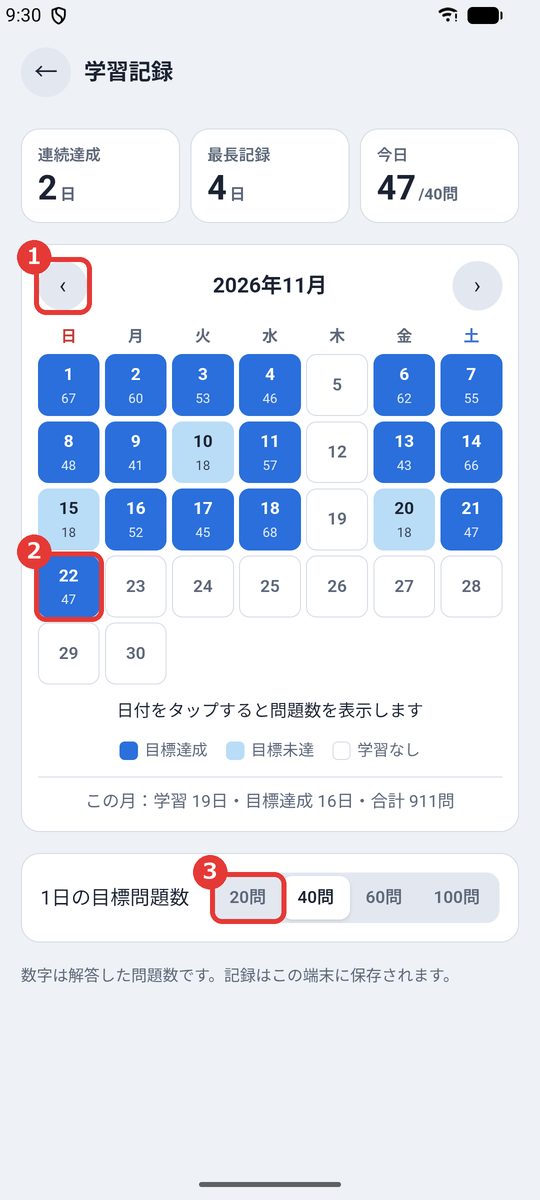 9:30
← 学習記録
連続達成 最長記録 今日
2日 4日 47/40問
1
‹ 2026年11月 ›
日 月 火 水 木 金 土
1 2 3 4 5 6 7
67 60 53 46 62 55
8 9 10 11 12 13 14
48 41 18 57 43 66
15 16 17 18 19 20 21
18 52 45 68 18 47
2
22 23 24 25 26 27 28
47
29 30
日付をタップすると問題数を表示します
目標達成 目標未達 学習なし
この月：学習 19日・目標達成 16日・合計 911問
3
1日の目標問題数 20問 40問 60問 100問
数字は解答した問題数です。記録はこの端末に保存されます。